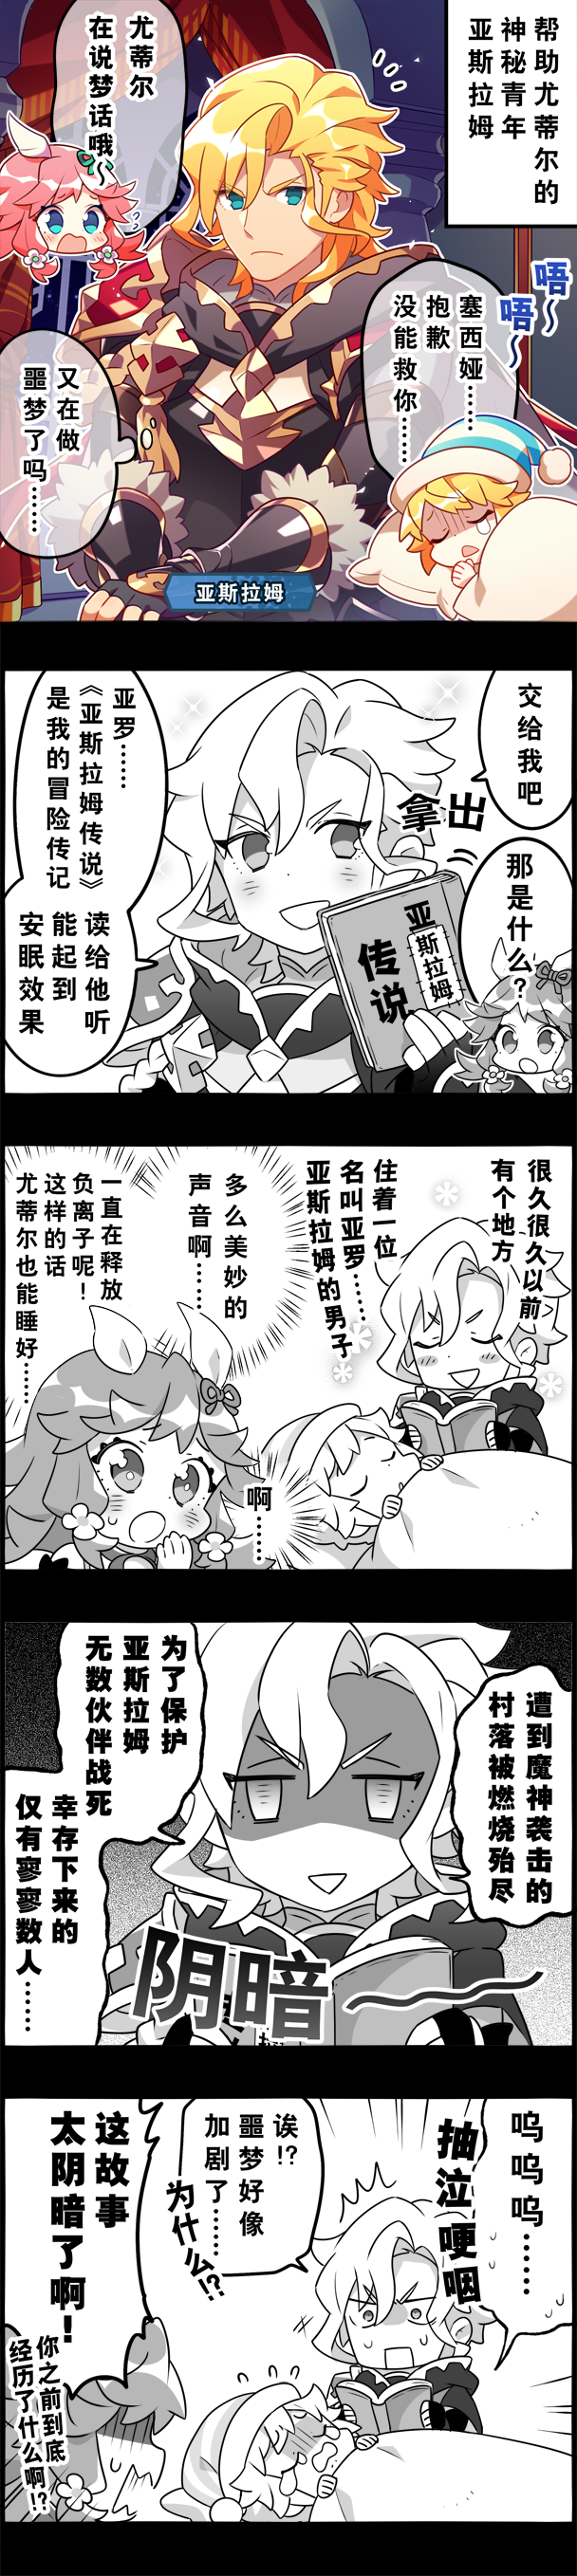 帮助尤蒂尔的
神秘青年
亚斯拉姆
尤蒂尔
在说梦话哦～
唔～
唔～
塞西娅……
抱歉
没能救你……
又在做
噩梦了吗……
亚斯拉姆
交给我吧
拿出
那是什么？
亚斯拉姆
传说
亚罗……
《亚斯拉姆传说》
是我的冒险传记
读给他听
能起到
安眠效果
很久很久以前
有个地方
住着一位
名叫亚罗……
亚斯拉姆的男子
多么美妙的
声音啊……
一直在释放
负离子呢！
这样的话
尤蒂尔也能睡好……
啊……
遭到魔神袭击的
村落被燃烧殆尽
为了保护
亚斯拉姆
无数伙伴战死
幸存下来的
仅有寥寥数人……
阴暗——
呜呜呜……
抽泣哽咽
诶!?
噩梦好像
加剧了……
为什么!?
这故事
太阴暗了啊！
你之前到底
经历了什么啊!?